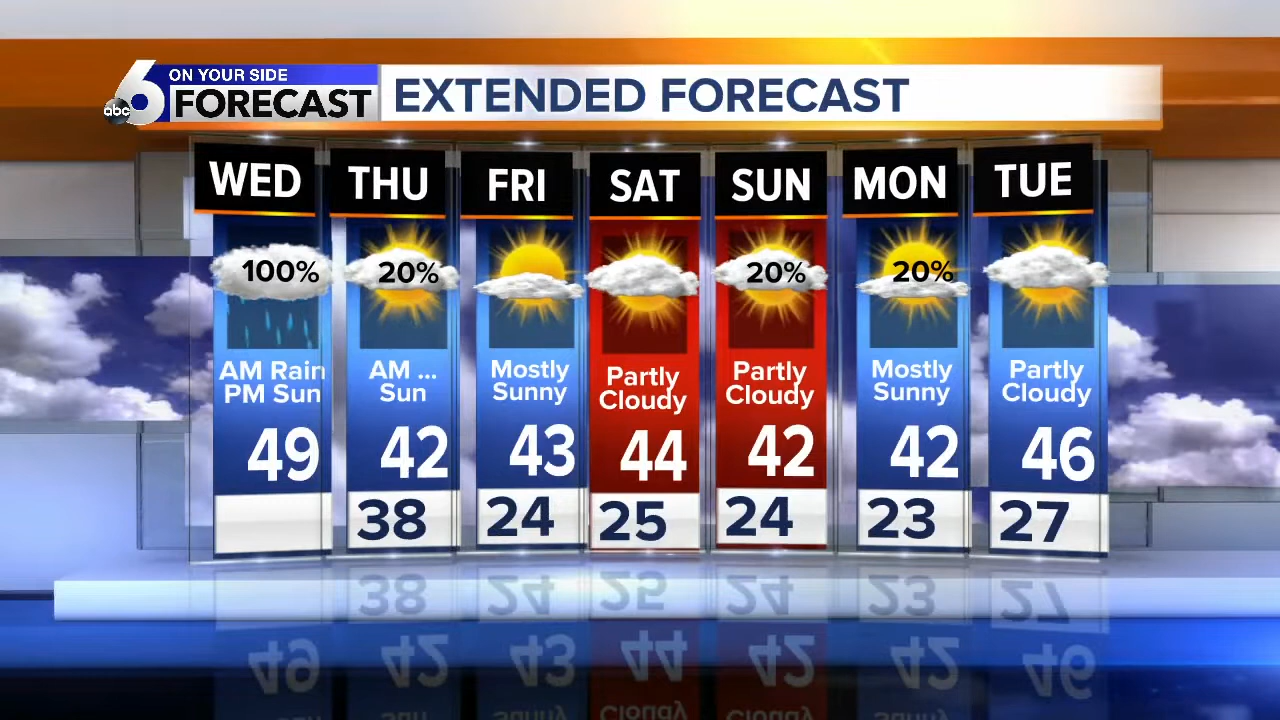 abc 6
ON YOUR SIDE
FORECAST
EXTENDED FORECAST
WED THU FRI SAT SUN MON TUE
100% 20% 20% 20%
AM Rain
PM Sun
AM ...
Sun
Mostly
Sunny
Partly
Cloudy
Partly
Cloudy
Mostly
Sunny
Partly
Cloudy
49 42 43 44 42 42 46
38 24 25 24 23 27